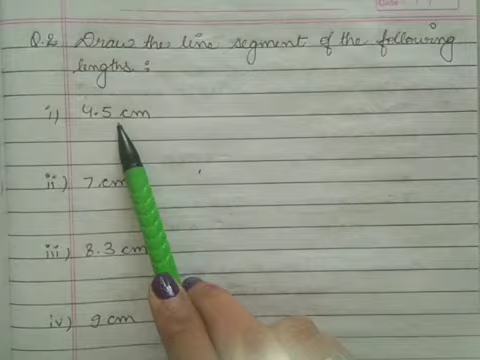 Date :
Q.2 Draw the line segment of the following
lengths :
i) 4.5 cm
ii) 7 cm
iii) 8.3 cm
iv) 9 cm